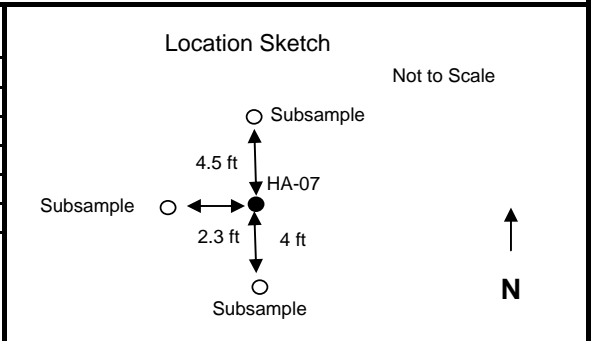 Location Sketch
Not to Scale
Subsample
4.5 ft
HA-07
Subsample
2.3 ft
4 ft
N
Subsample